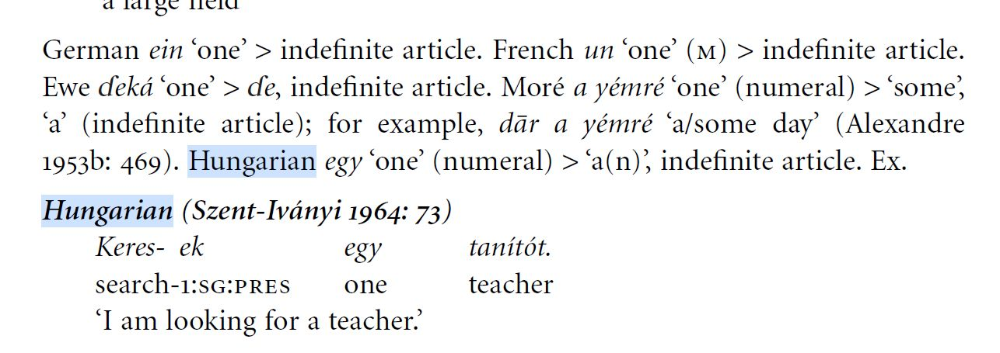 a large field
German ein ‘one’ > indefinite article. French un ‘one’ (M) > indefinite article.
Ewe ɖeká ‘one’ > ɖe, indefinite article. Moré a yémré ‘one’ (numeral) > ‘some’,
‘a’ (indefinite article); for example, dār a yémré ‘a/some day’ (Alexandre
1953b: 469). Hungarian egy ‘one’ (numeral) > ‘a(n)’, indefinite article. Ex.
Hungarian (Szent-Iványi 1964: 73)
Keres- ek egy tanítót.
search-1:SG:PRES one teacher
‘I am looking for a teacher.’